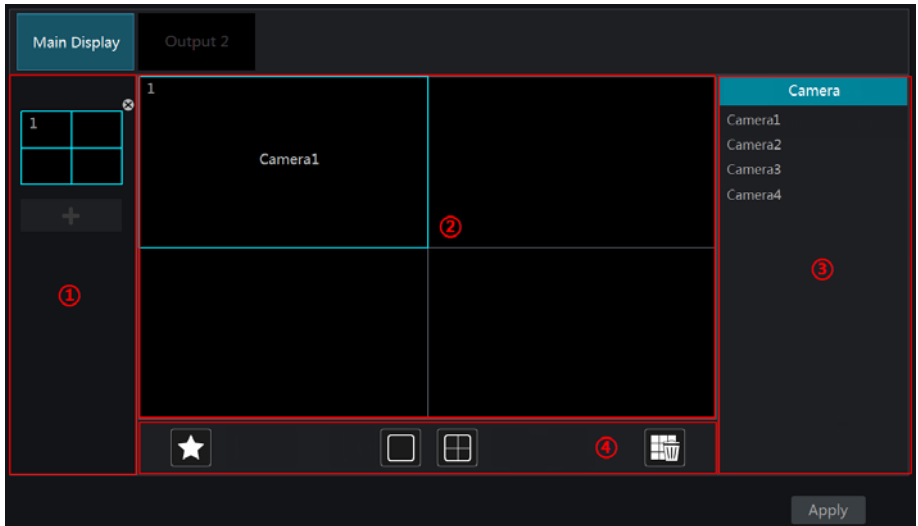 Main Display
Output 2
1
1
Camera1
②
①
Camera
Camera1
Camera2
Camera3
Camera4
③
④
Apply